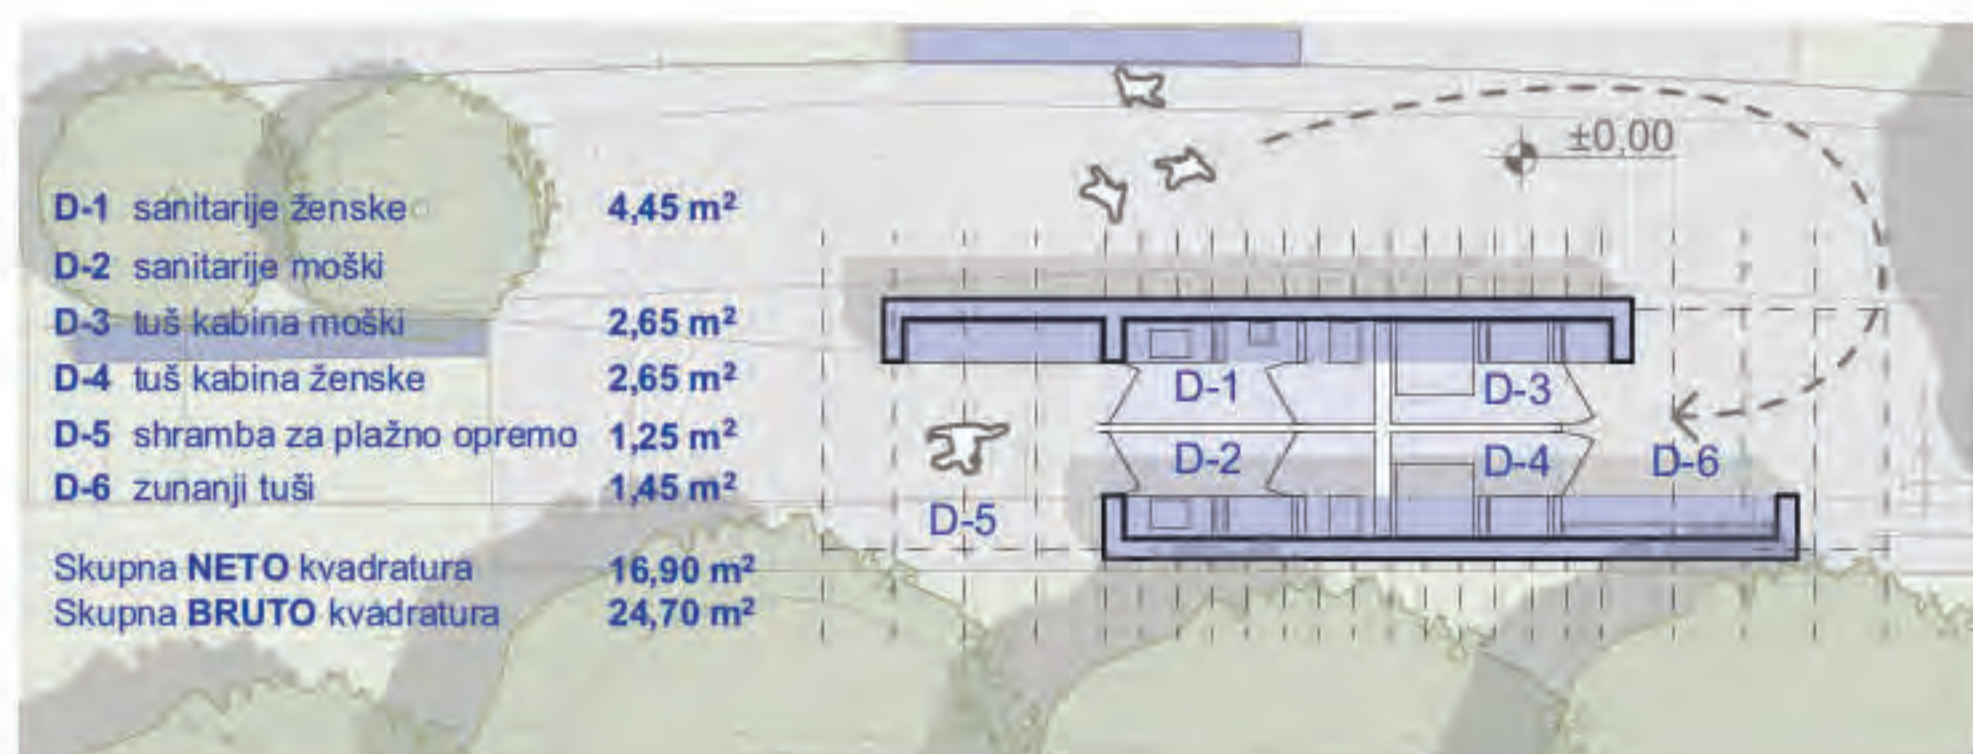 D-1 sanitarije ženske 4,45 m²
D-2 sanitarije moški
D-3 tuš kabina moški 2,65 m²
D-4 tuš kabina ženske 2,65 m²
D-5 shramba za plažno opremo 1,25 m²
D-6 zunanji tuši 1,45 m²
Skupna NETO kvadratura 16,90 m²
Skupna BRUTO kvadratura 24,70 m²
±0,00
D-1 D-3
D-2 D-4 D-6
D-5